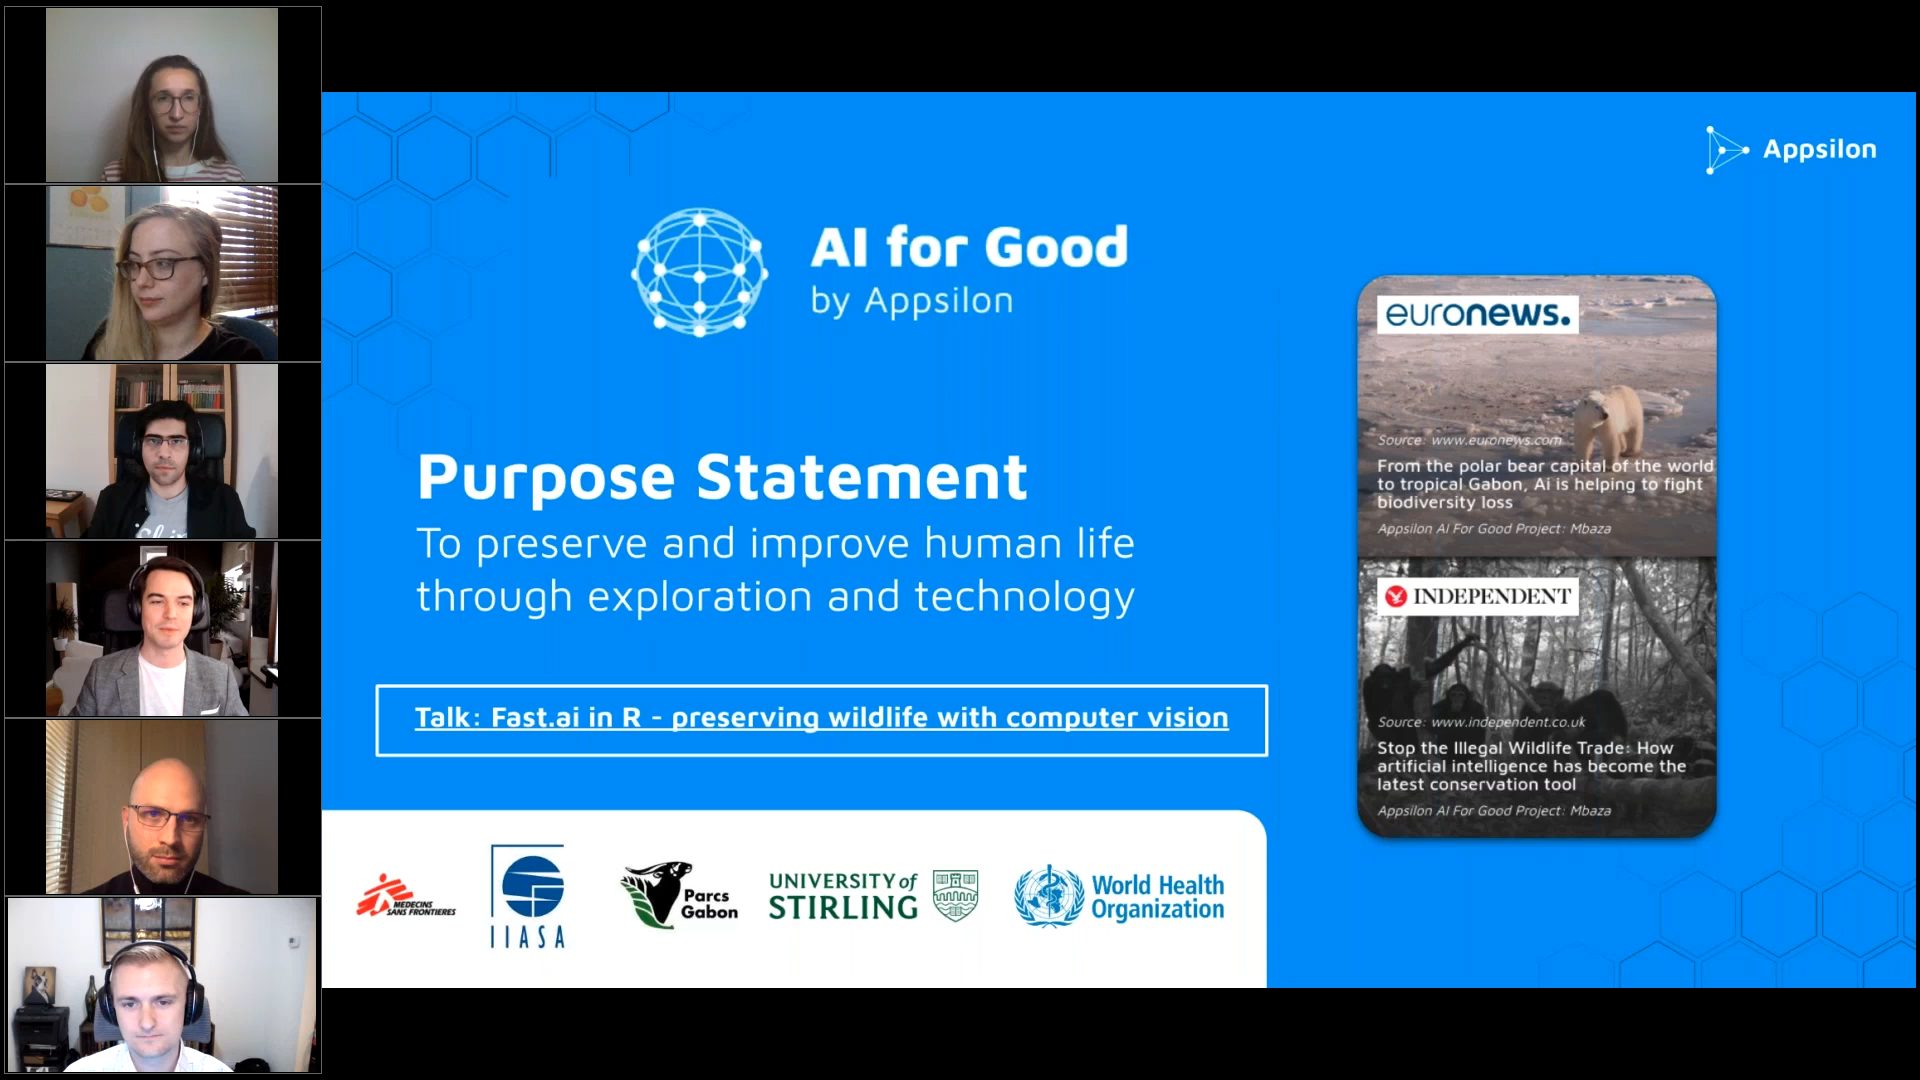 Appsilon
AI for Good
by Appsilon
Purpose Statement
To preserve and improve human life
through exploration and technology
Talk: Fast.ai in R - preserving wildlife with computer vision
euronews.
Source: www.euronews.com
From the polar bear capital of the world
to tropical Gabon, Ai is helping to fight
biodiversity loss
Appsilon AI For Good Project: Mbaza
INDEPENDENT
Source: www.independent.co.uk
Stop the Illegal Wildlife Trade: How
artificial intelligence has become the
latest conservation tool
Appsilon AI For Good Project: Mbaza
MEDECINS
SANS FRONTIERES
IIASA
Parcs
Gabon
UNIVERSITY of
STIRLING
World Health
Organization